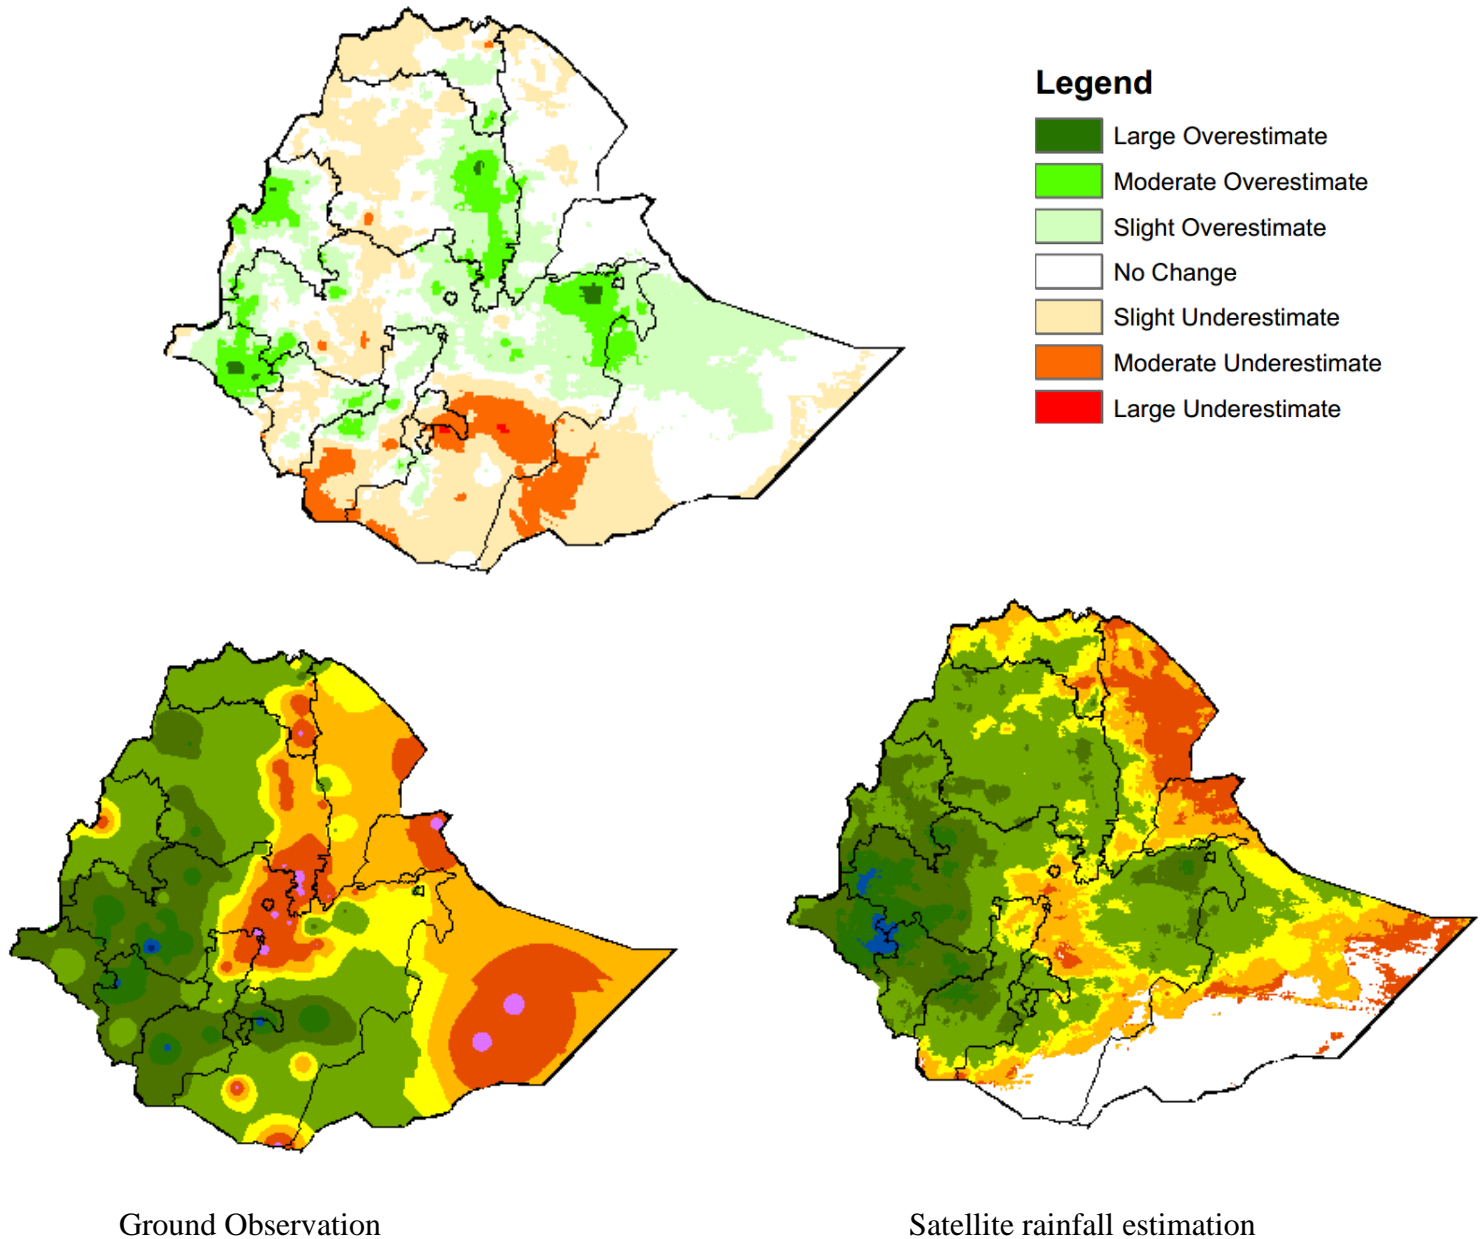 Legend
Large Overestimate
Moderate Overestimate
Slight Overestimate
No Change
Slight Underestimate
Moderate Underestimate
Large Underestimate
Ground Observation
Satellite rainfall estimation